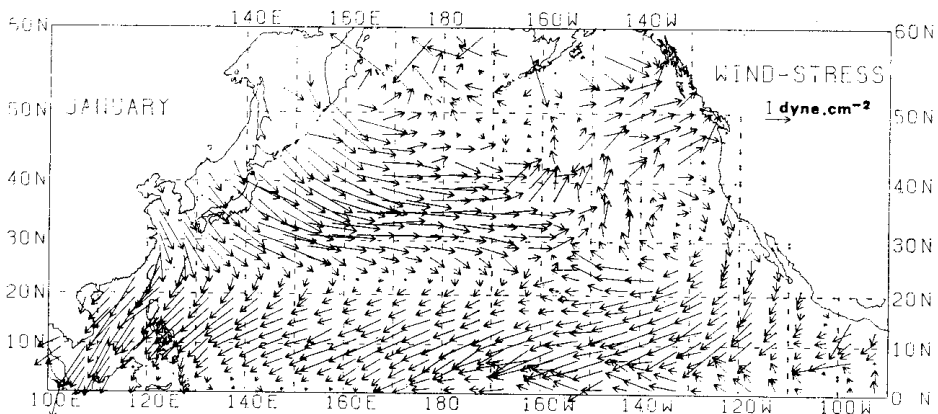 140E 160E 180 160W 140W
60N 60N
JANUARY WIND-STRESS
1 dyne.cm⁻²
50N 50N
40N 40N
30N 30N
20N 20N
10N 10N
0 N
100E 120E 140E 160E 180 160W 140W 120W 100W